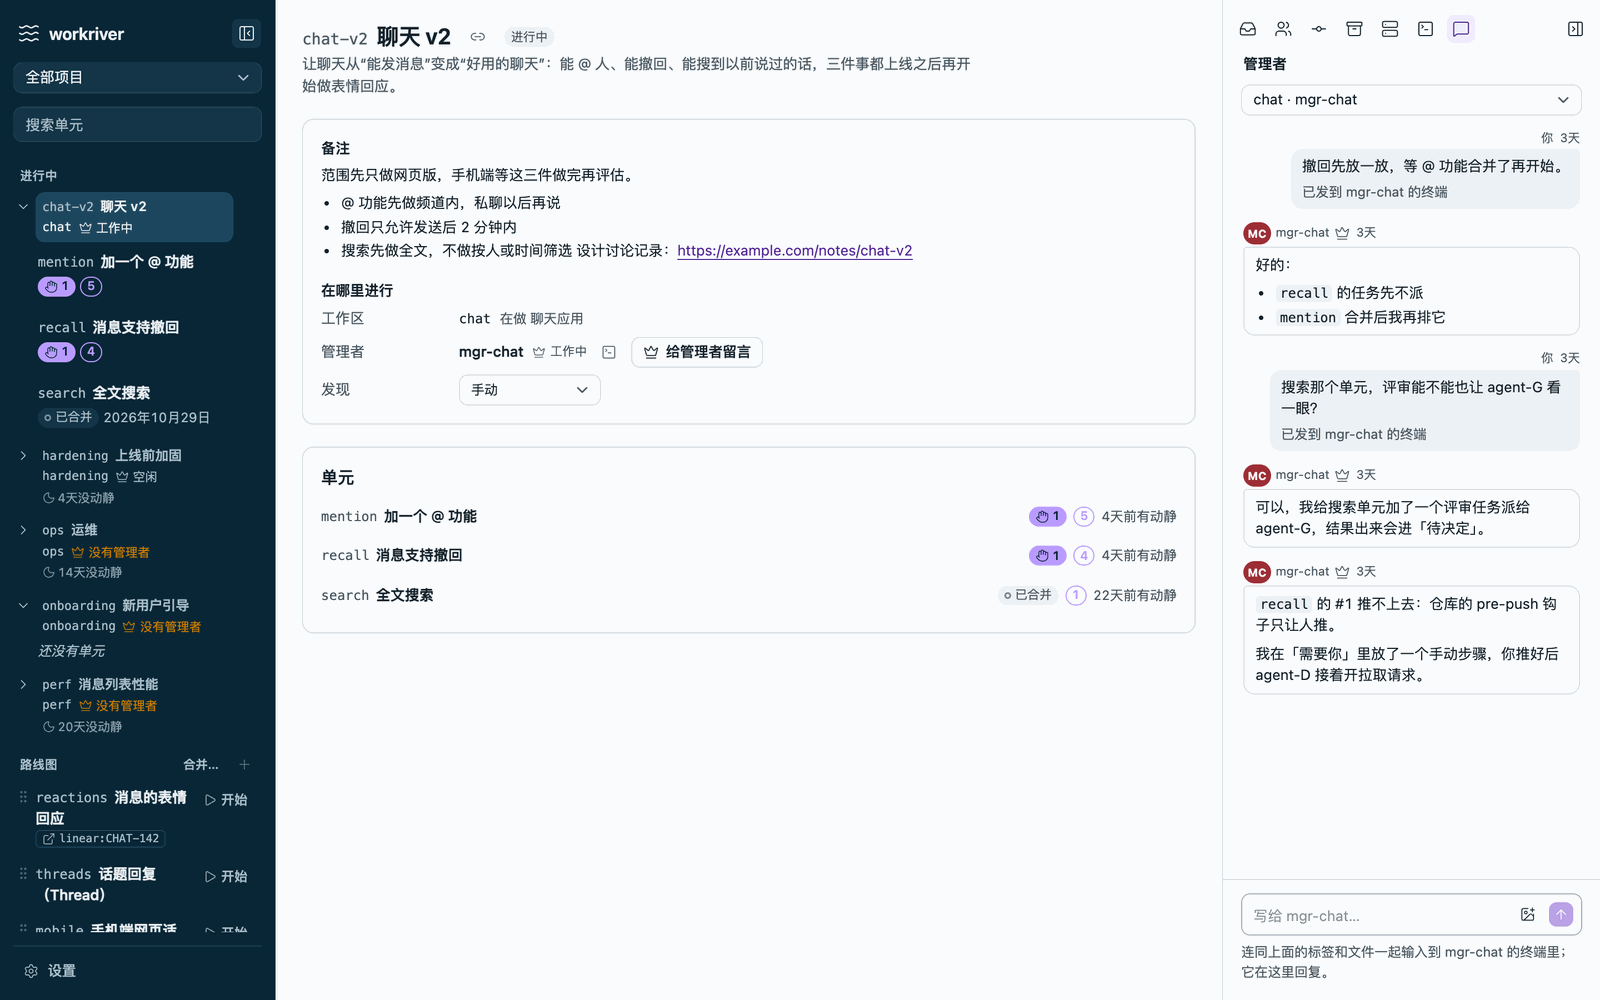 workriver
全部项目
搜索单元
进行中
chat-v2 聊天 v2
chat 工作中
mention 加一个 @ 功能
1 5
recall 消息支持撤回
1 4
search 全文搜索
已合并 2026年10月29日
hardening 上线前加固
hardening 空闲
4天没动静
ops 运维
ops 没有管理者
14天没动静
onboarding 新用户引导
onboarding 没有管理者
还没有单元
perf 消息列表性能
perf 没有管理者
20天没动静
路线图 合并...
reactions 消息的表情回应 开始
linear:CHAT-142
threads 话题回复 开始
(Thread)
mobile 手机端网页适 开始
设置
chat-v2 聊天 v2 进行中
让聊天从“能发消息”变成“好用的聊天”：能 @ 人、能撤回、能搜到以前说过的话，三件事都上线之后再开
始做表情回应。
备注
范围先只做网页版，手机端等这三件做完再评估。
• @ 功能先做频道内，私聊以后再说
• 撤回只允许发送后 2 分钟内
• 搜索先做全文，不做按人或时间筛选 设计讨论记录：https://example.com/notes/chat-v2
在哪里进行
工作区 chat 在做 聊天应用
管理者 mgr-chat 工作中 给管理者留言
发现 手动
单元
mention 加一个 @ 功能 1 5 4天前有动静
recall 消息支持撤回 1 4 4天前有动静
search 全文搜索 已合并 1 22天前有动静
管理者
chat · mgr-chat
你 3天
撤回先放一放，等 @ 功能合并了再开始。
已发到 mgr-chat 的终端
MC mgr-chat 3天
好的：
• recall 的任务先不派
• mention 合并后我再排它
你 3天
搜索那个单元，评审能不能也让 agent-G 看
一眼？
已发到 mgr-chat 的终端
MC mgr-chat 3天
可以，我给搜索单元加了一个评审任务派给
agent-G，结果出来会进「待决定」。
MC mgr-chat 3天
recall 的 #1 推不上去：仓库的 pre-push 钩
子只让人推。
我在「需要你」里放了一个手动步骤，你推好后
agent-D 接着开拉取请求。
写给 mgr-chat...
连同上面的标签和文件一起输入到 mgr-chat 的终端里；
它在这里回复。